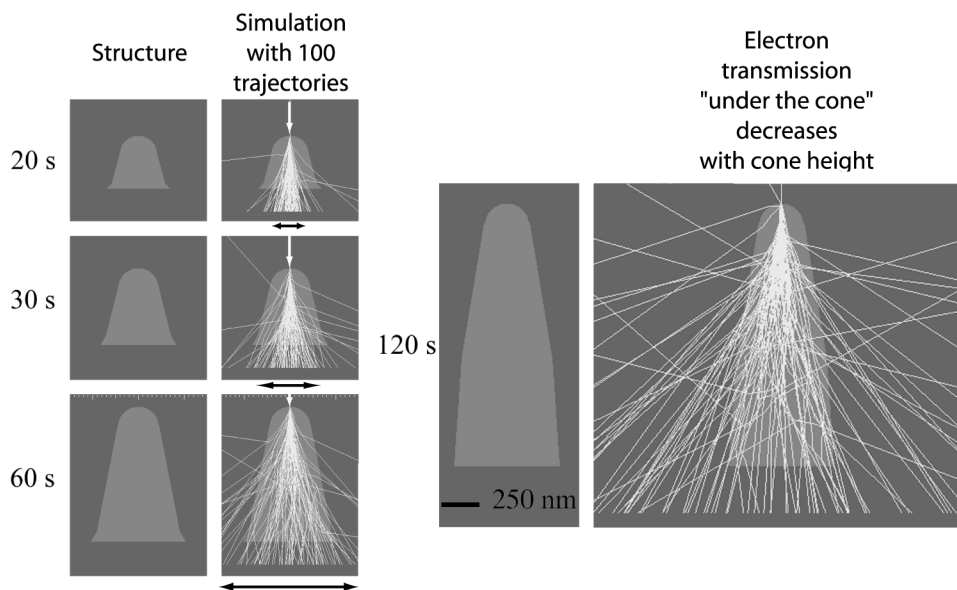 Structure
Simulation
with 100
trajectories
20 s
30 s
60 s
Electron
transmission
"under the cone"
decreases
with cone height
120 s
250 nm